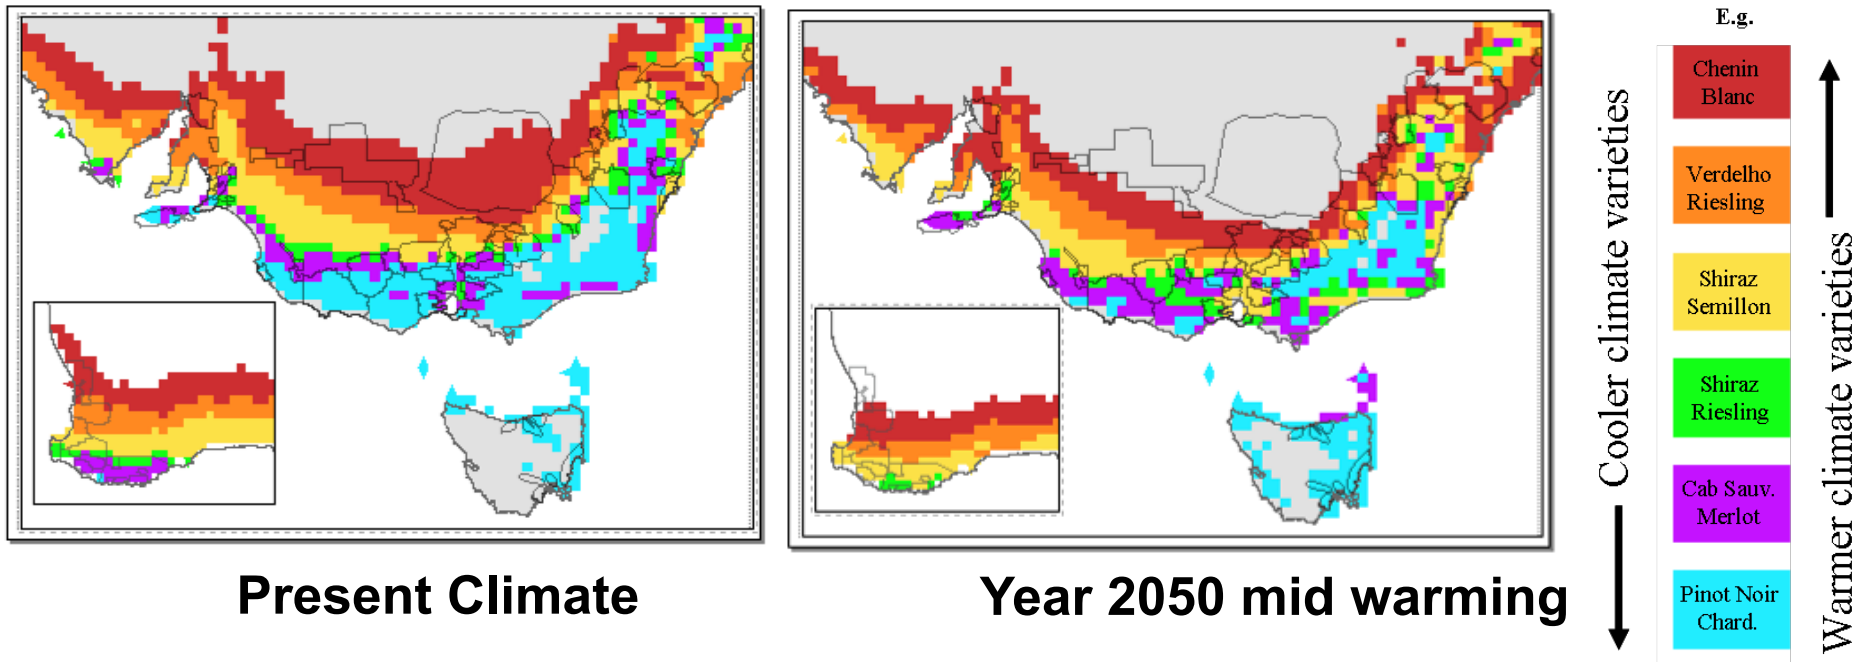 Present Climate
Year 2050 mid warming
Cooler climate varieties
E.g.
Chenin
Blanc
Verdelho
Riesling
Shiraz
Semillon
Shiraz
Riesling
Cab Sauv.
Merlot
Pinot Noir
Chard.
Warmer climate varieties